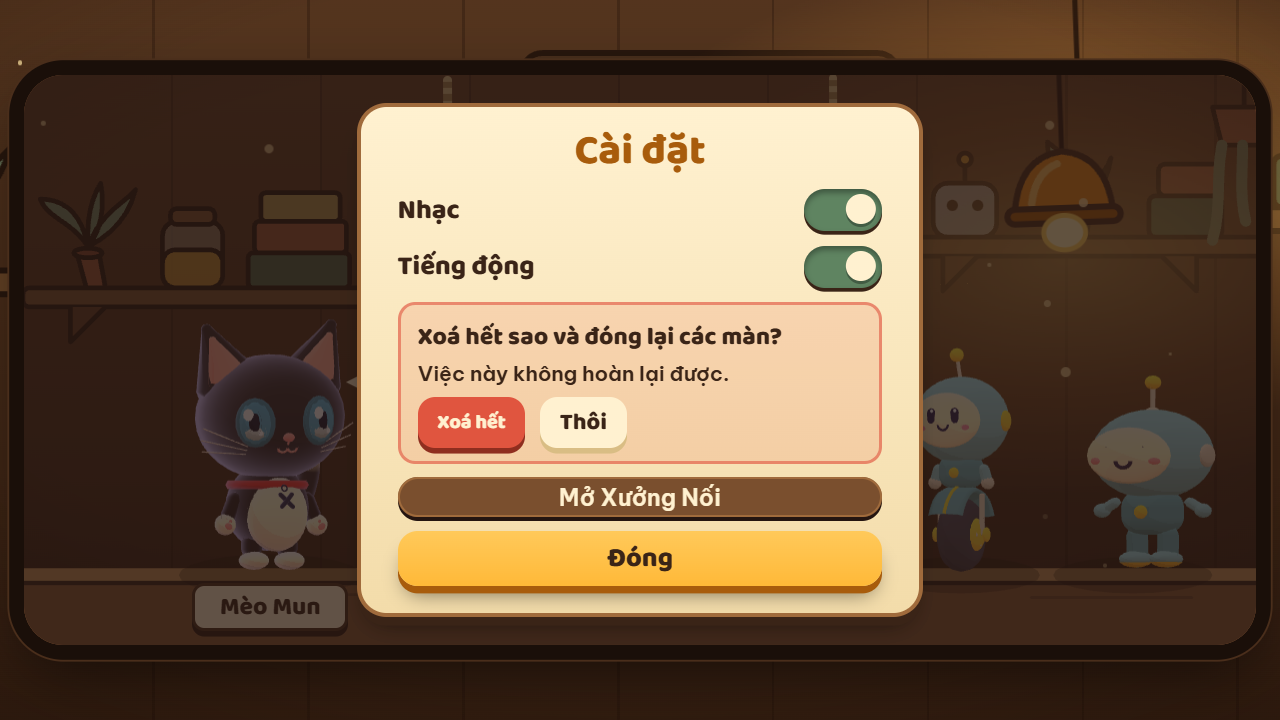 Cài đặt
Nhạc
Tiếng động
Xoá hết sao và đóng lại các màn?
Việc này không hoàn lại được.
Xoá hết
Thôi
Mở Xưởng Nối
Đóng
Mèo Mun